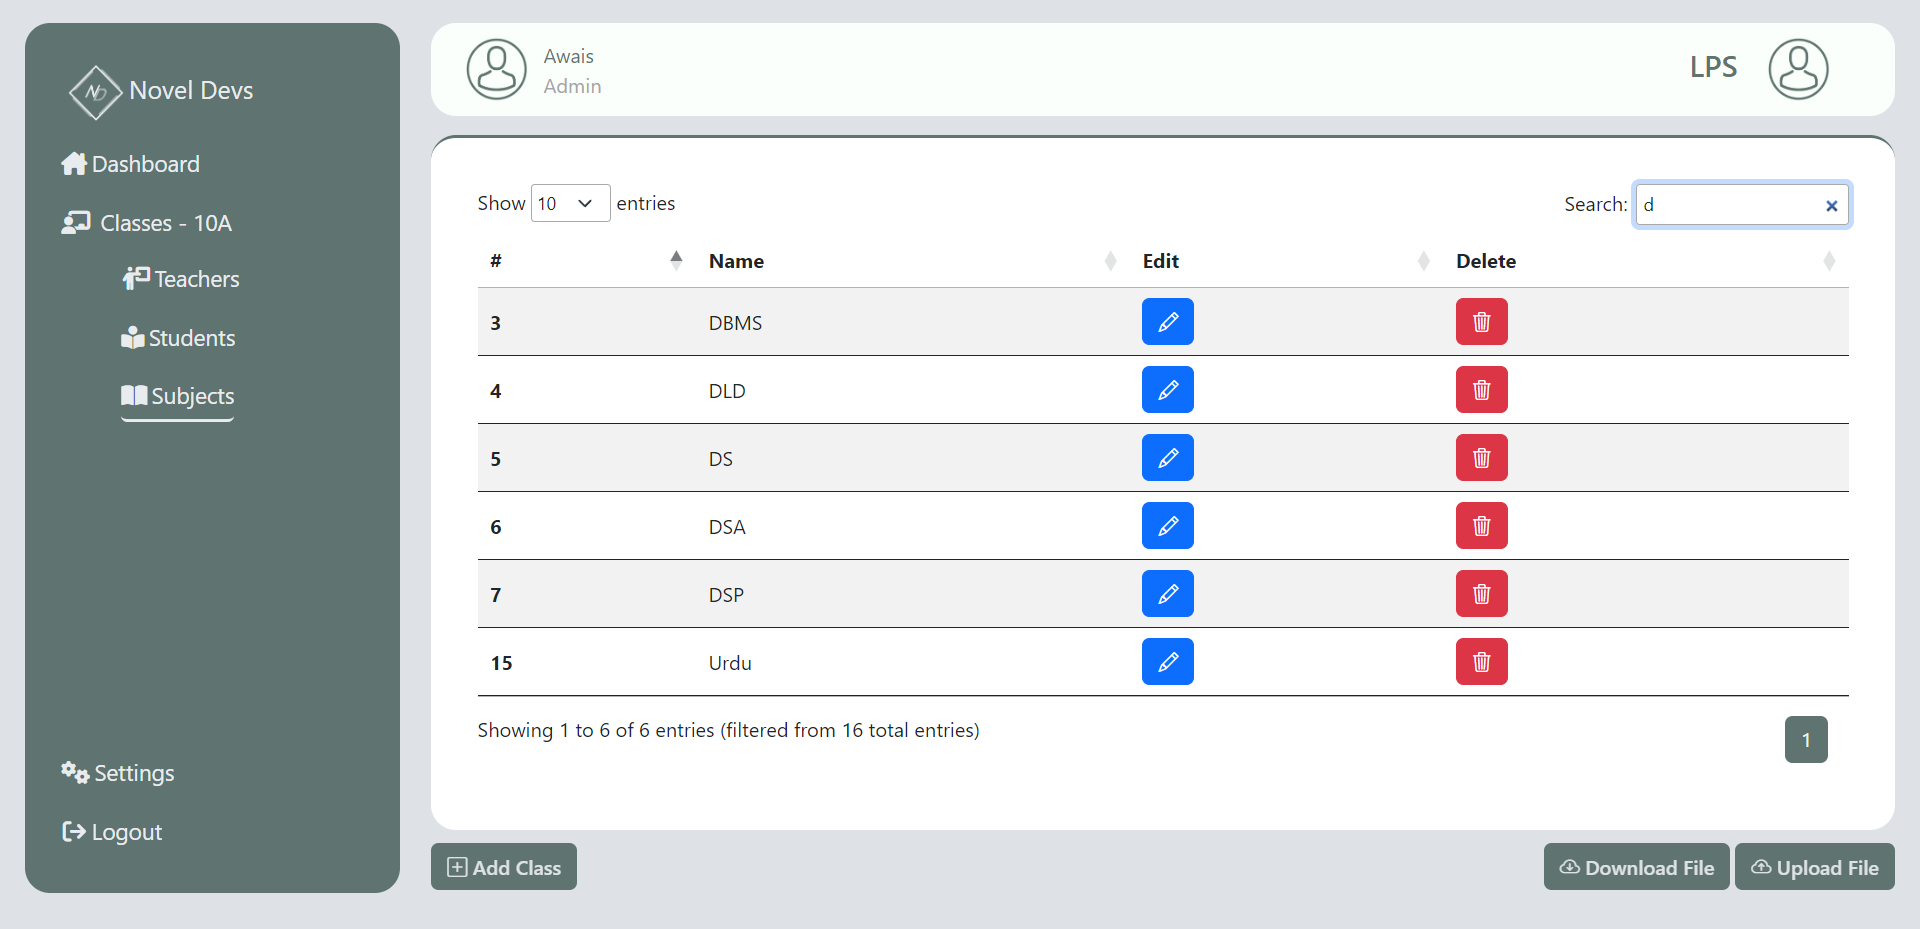 Novel Devs
Dashboard
Classes - 10A
Teachers
Students
Subjects
Settings
Logout
Awais
Admin
LPS
Show 10 entries
Search: d
# Name Edit Delete
3 DBMS
4 DLD
5 DS
6 DSA
7 DSP
15 Urdu
Showing 1 to 6 of 6 entries (filtered from 16 total entries)
1
Add Class
Download File
Upload File